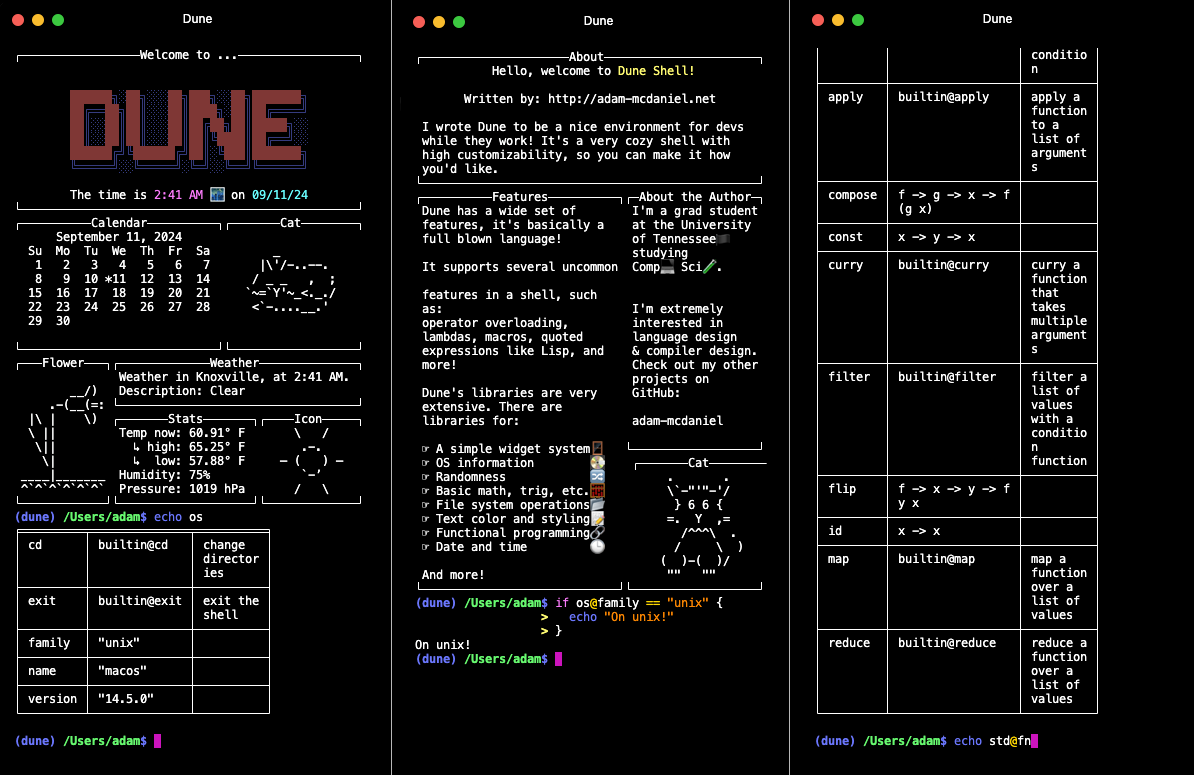 Dune
Welcome to ...
DUNE
The time is 2:41 AM 🌃 on 09/11/24
Calendar
September 11, 2024
Su Mo Tu We Th Fr Sa
1 2 3 4 5 6 7
8 9 10 *11 12 13 14
15 16 17 18 19 20 21
22 23 24 25 26 27 28
29 30
Cat
Flower
Weather
Weather in Knoxville, at 2:41 AM.
Description: Clear
Stats
Temp now: 60.91° F
↳ high: 65.25° F
↳ low: 57.88° F
Humidity: 75%
Pressure: 1019 hPa
Icon
(dune) /Users/adam$ echo os
cd builtin@cd change
director
ies
exit builtin@exit exit the
shell
family "unix"
name "macos"
version "14.5.0"
(dune) /Users/adam$
Dune
About
Hello, welcome to Dune Shell!
Written by: http://adam-mcdaniel.net
I wrote Dune to be a nice environment for devs
while they work! It's a very cozy shell with
high customizability, so you can make it how
you'd like.
Features
Dune has a wide set of
features, it's basically a
full blown language!
It supports several uncommon
features in a shell, such
as:
operator overloading,
lambdas, macros, quoted
expressions like Lisp, and
more!
Dune's libraries are very
extensive. There are
libraries for:
☞ A simple widget system
☞ OS information
☞ Randomness
☞ Basic math, trig, etc.
☞ File system operations
☞ Text color and styling
☞ Functional programming
☞ Date and time
And more!
About the Author
I'm a grad student
at the University
of Tennessee
studying
Comp Sci.
I'm extremely
interested in
language design
& compiler design.
Check out my other
projects on
GitHub:
adam-mcdaniel
Cat
(dune) /Users/adam$ if os@family == "unix" {
> echo "On unix!"
> }
On unix!
(dune) /Users/adam$
Dune
conditio
n
apply builtin@apply apply a
function
to a
list of
argument
s
compose f -> g -> x -> f
(g x)
const x -> y -> x
curry builtin@curry curry a
function
that
takes
multiple
argument
s
filter builtin@filter filter a
list of
values
with a
conditio
n function
flip f -> x -> y -> f
y x
id x -> x
map builtin@map map a
function
over a
list of
values
reduce builtin@reduce reduce a
function
over a
list of
values
(dune) /Users/adam$ echo std@fn